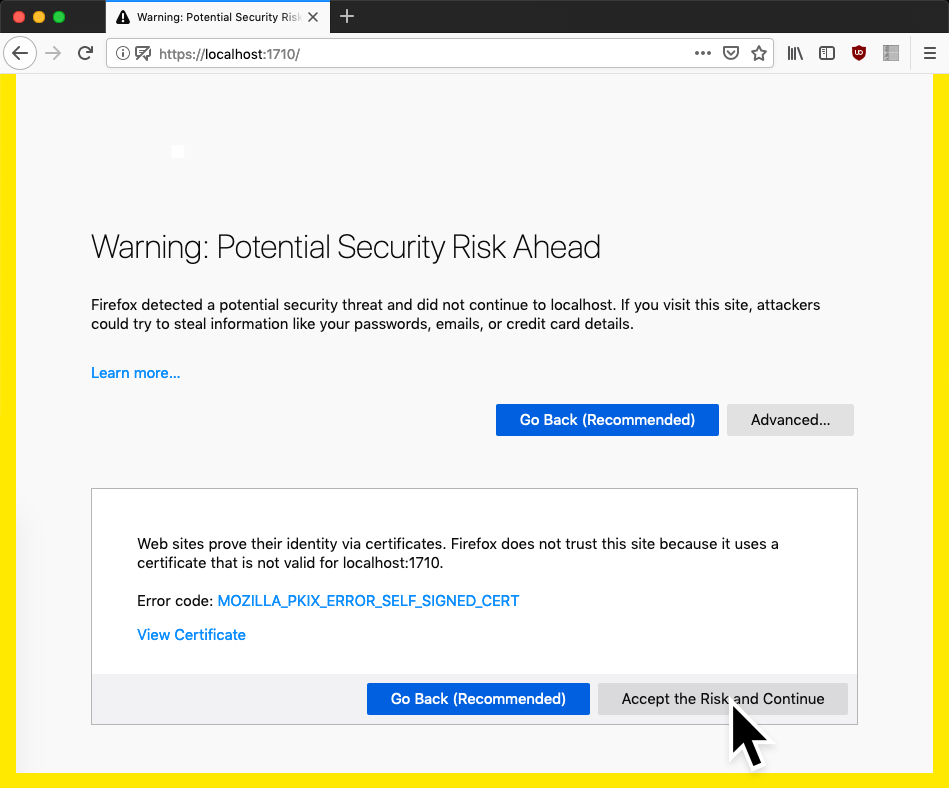 Warning: Potential Security Risk
https://localhost:1710/
Warning: Potential Security Risk Ahead
Firefox detected a potential security threat and did not continue to localhost. If you visit this site, attackers
could try to steal information like your passwords, emails, or credit card details.
Learn more...
Go Back (Recommended)
Advanced...
Web sites prove their identity via certificates. Firefox does not trust this site because it uses a
certificate that is not valid for localhost:1710.
Error code: MOZILLA_PKIX_ERROR_SELF_SIGNED_CERT
View Certificate
Go Back (Recommended)
Accept the Risk and Continue